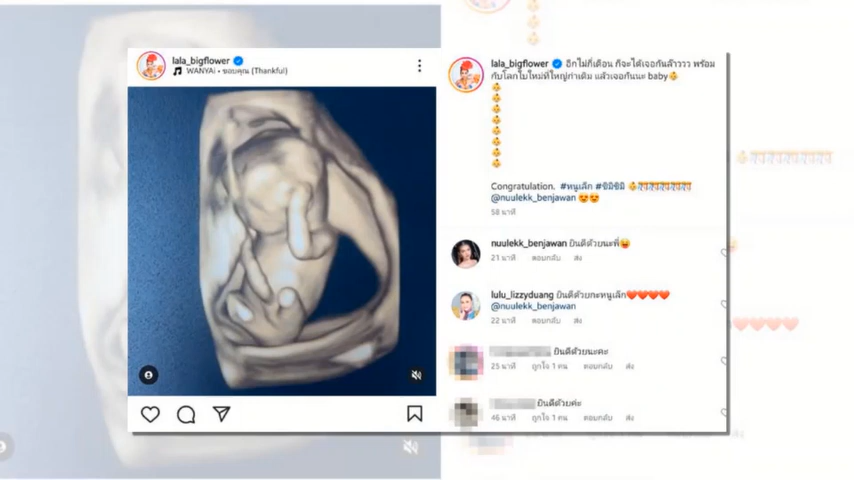 lala_bigflower
WANYAi • ขอบคุณ (Thankful)
lala_bigflower อีกไม่กี่เดือน ก็จะได้เจอกันล๊าววว พร้อม
กับโลกใบใหม่ที่ใหญ่กว่าเดิม แล้วเจอกันนะ baby👶
👶
👶
👶
👶
👶
👶
👶
Congratulation. #หนูเล็ก #ซิมิซิมิ
@nuulekk_benjawan 😍😍
58 นาที
nuulekk_benjawan ยินดีด้วยนะพี่😝
21 นาที ตอบกลับ ส่ง
lulu_lizzyduang ยินดีด้วยกะหนูเล็ก❤️❤️❤️❤️
@nuulekk_benjawan
22 นาที ตอบกลับ ส่ง
ยินดีด้วยนะคะ
25 นาที ถูกใจ 1 คน ตอบกลับ ส่ง
ยินดีด้วยค่ะ
46 นาที ถูกใจ 1 คน ตอบกลับ ส่ง